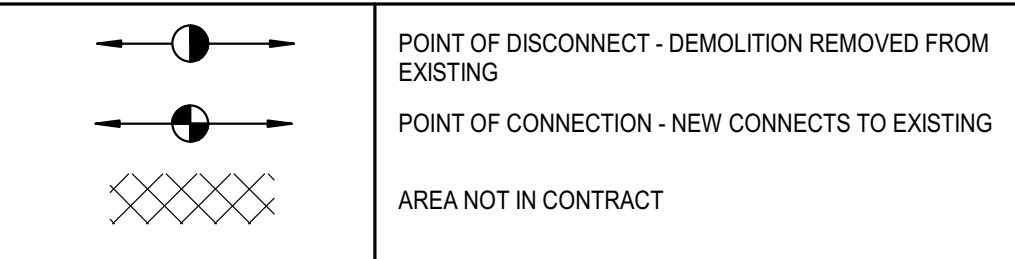 POINT OF DISCONNECT - DEMOLITION REMOVED FROM
EXISTING
POINT OF CONNECTION - NEW CONNECTS TO EXISTING
AREA NOT IN CONTRACT